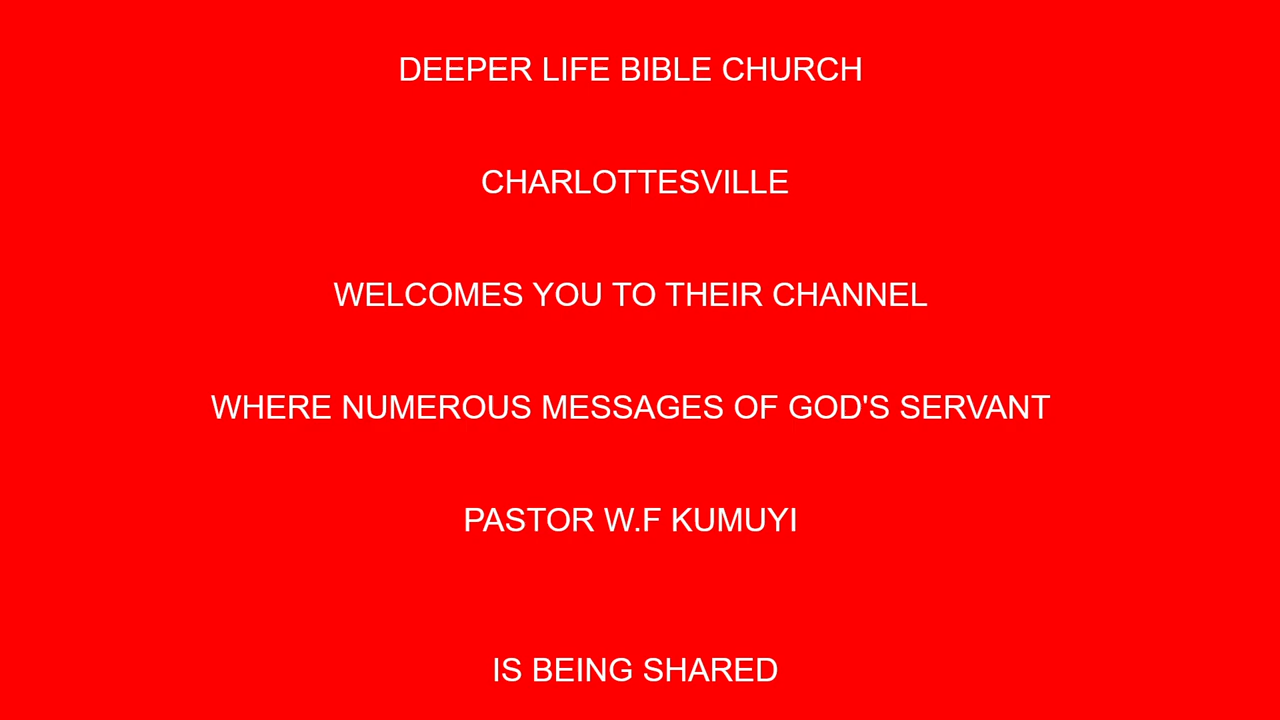 DEEPER LIFE BIBLE CHURCH
CHARLOTTESVILLE
WELCOMES YOU TO THEIR CHANNEL
WHERE NUMEROUS MESSAGES OF GOD'S SERVANT
PASTOR W.F KUMUYI
IS BEING SHARED